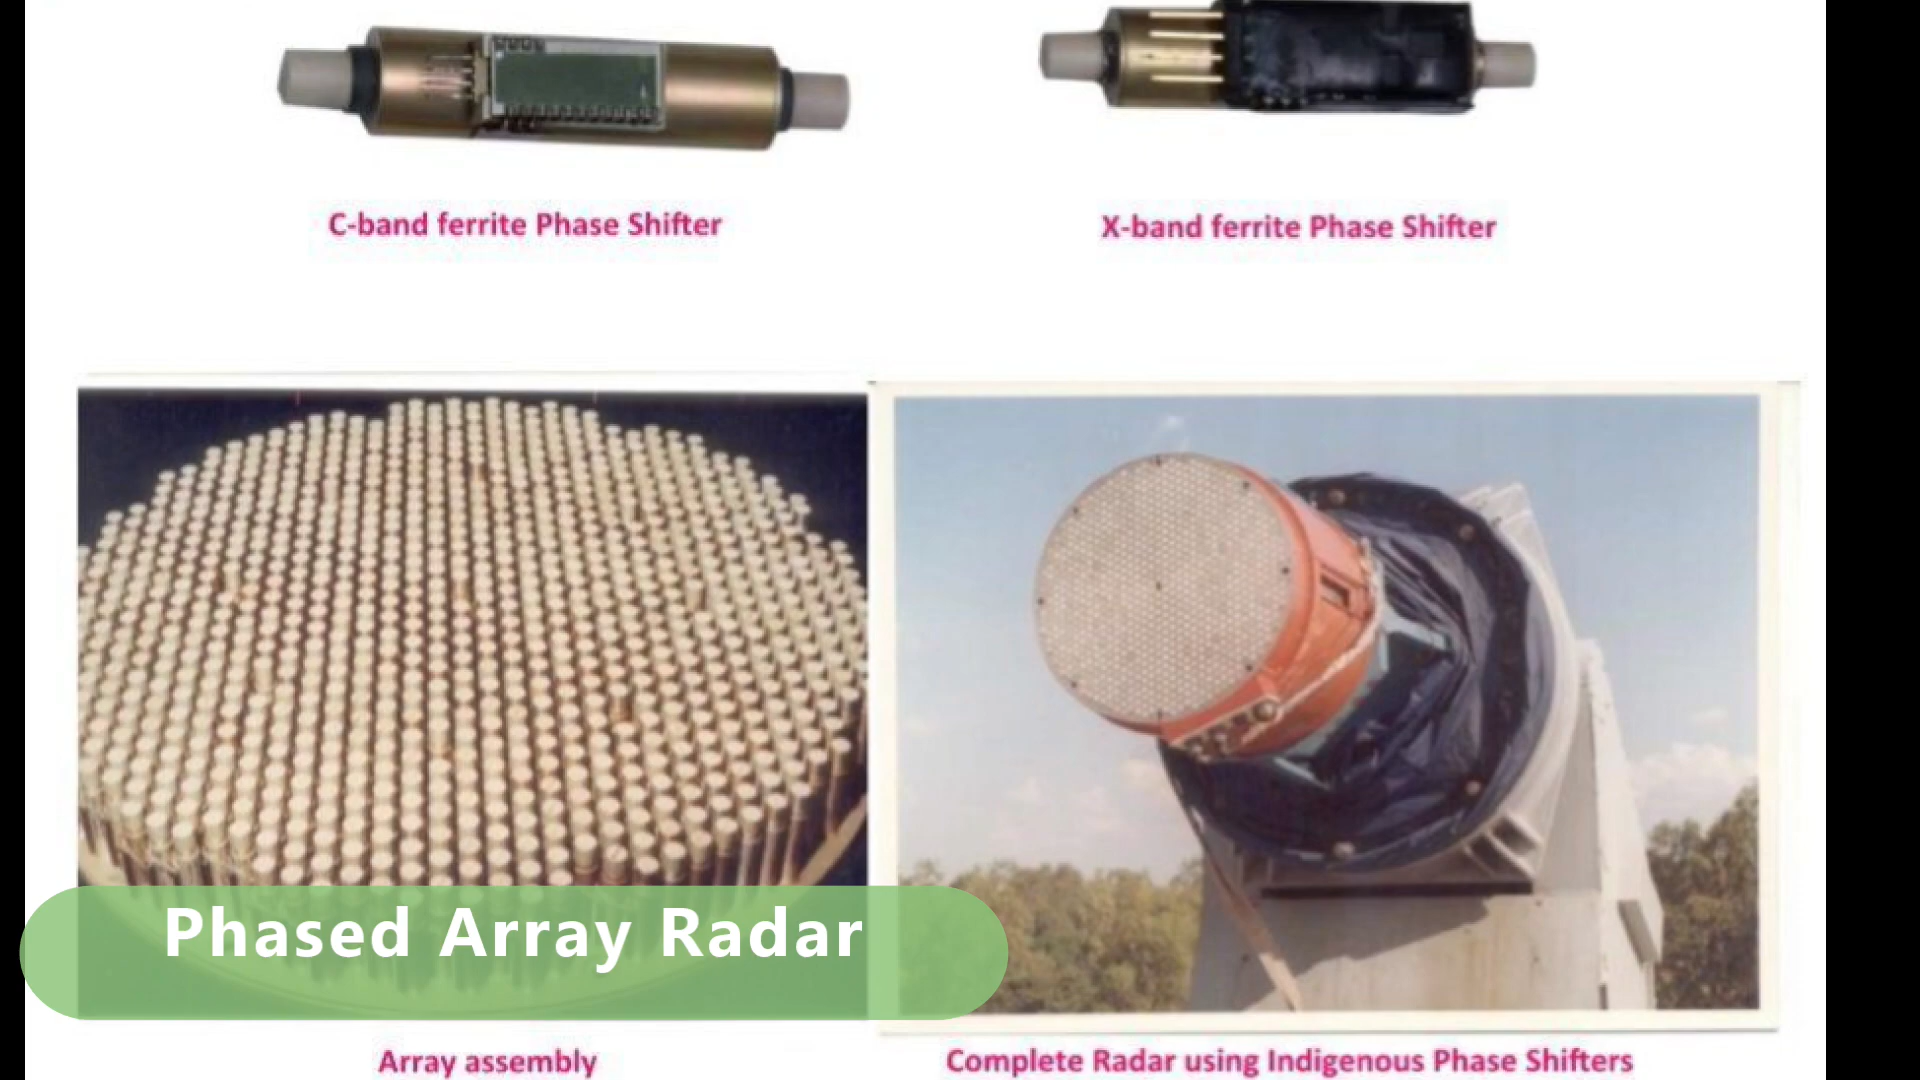 C-band ferrite Phase Shifter
X-band ferrite Phase Shifter
Phased Array Radar
Array assembly
Complete Radar using Indigenous Phase Shifters